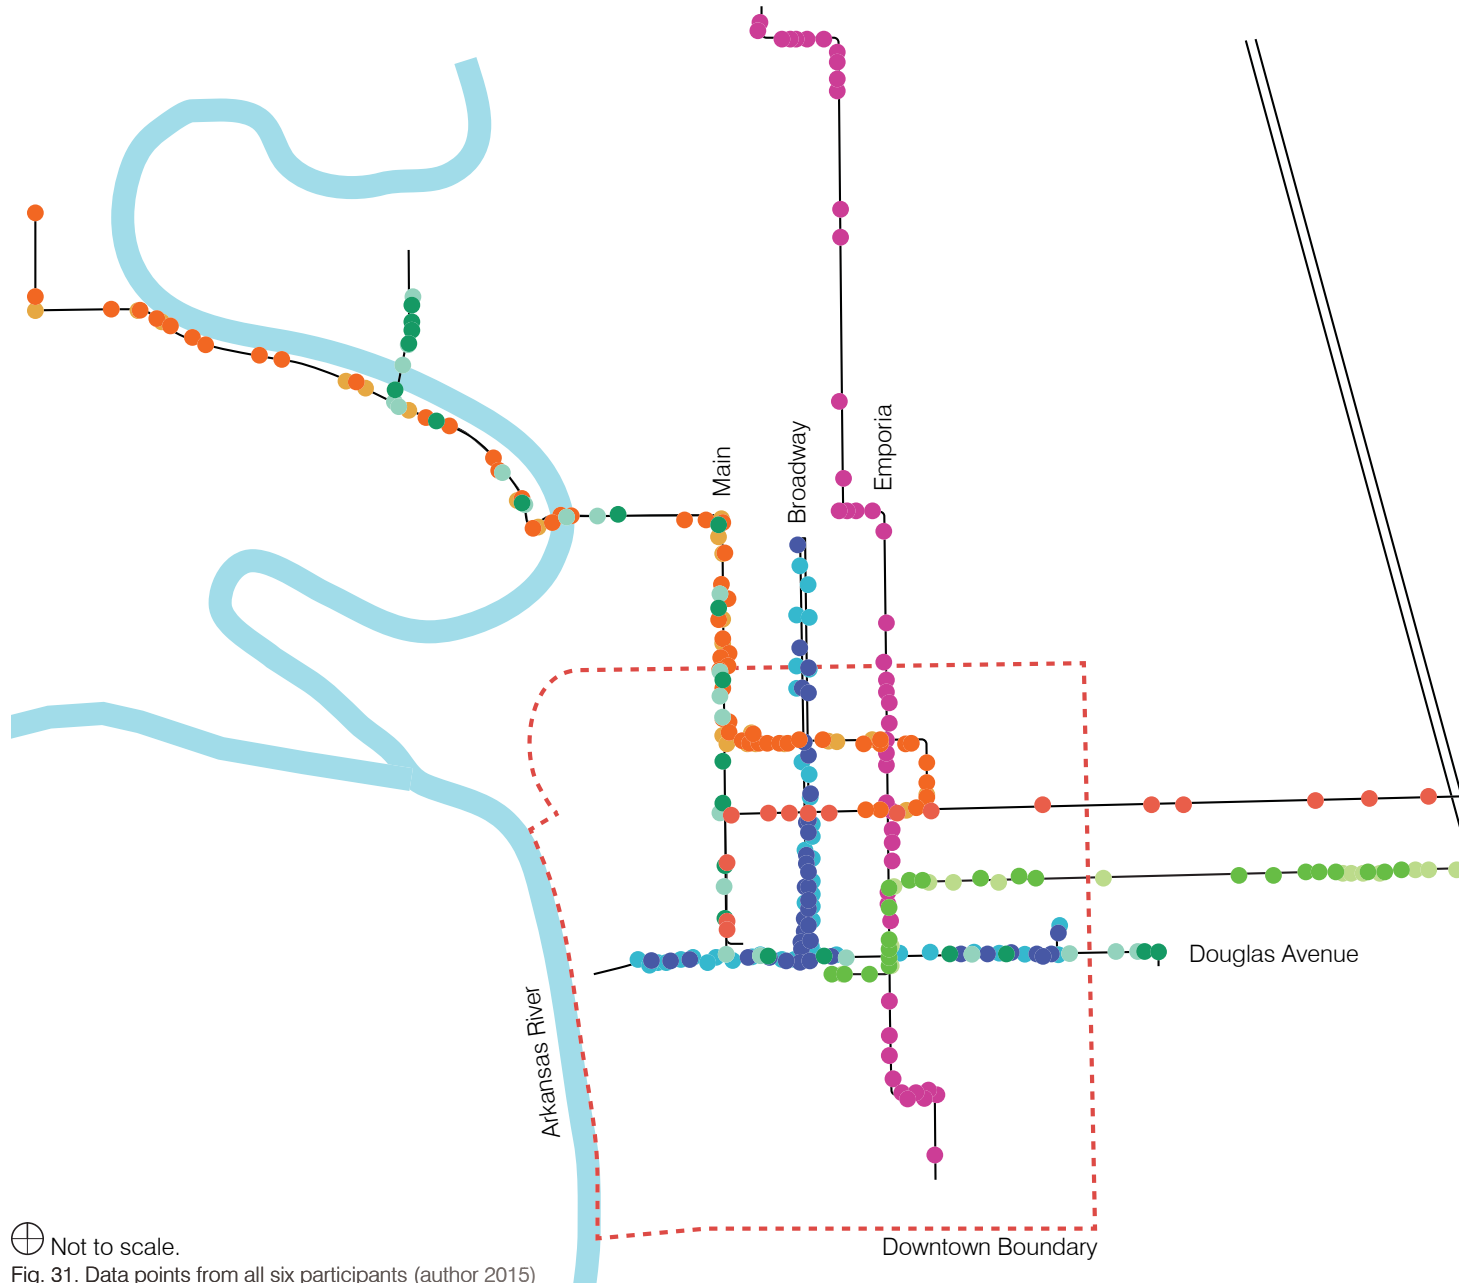 Main
Broadway
Emporia
Douglas Avenue
Arkansas River
Not to scale.
Downtown Boundary
Fig. 31. Data points from all six participants (author 2015)